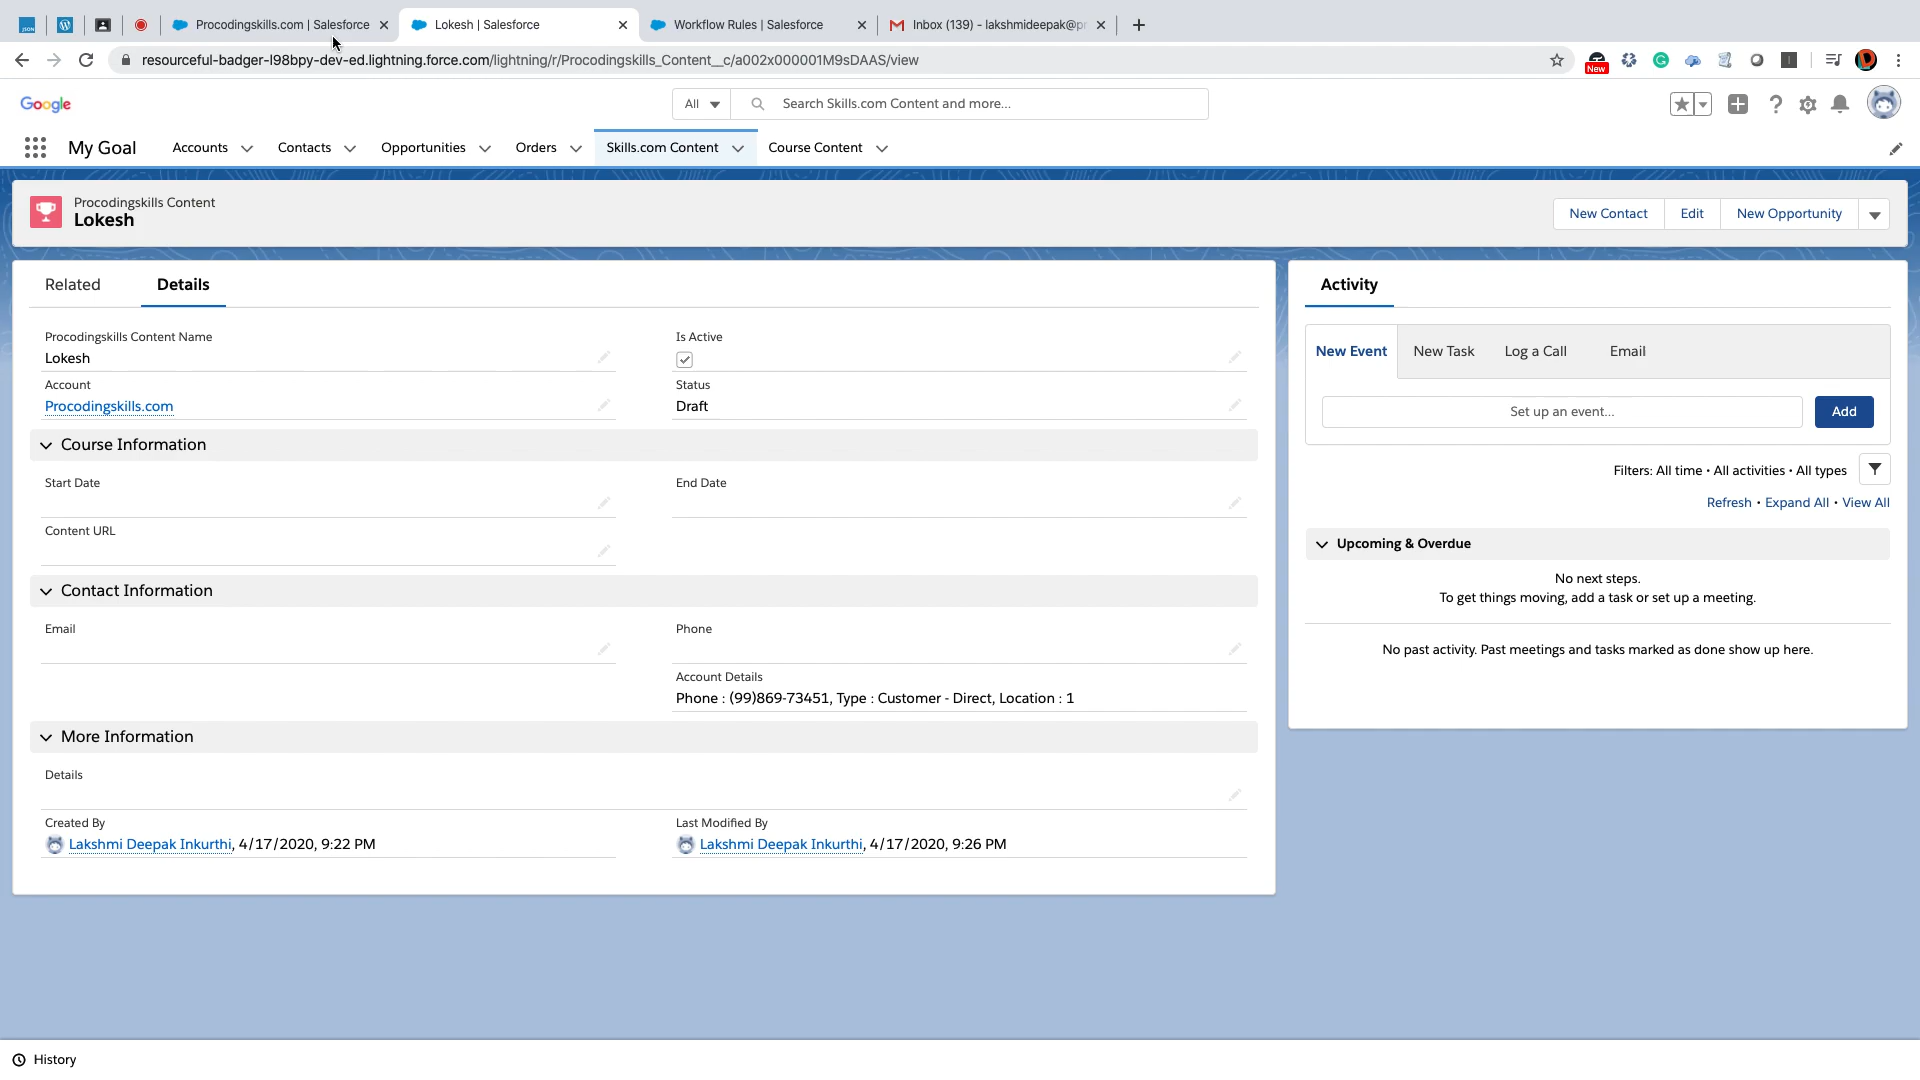 Procodingskills.com | Salesforce
Lokesh | Salesforce
Workflow Rules | Salesforce
Inbox (139) - lakshmideepak@pr
resourceful-badger-l98bpy-dev-ed.lightning.force.com/lightning/r/Procodingskills_Content__c/a002x000001M9sDAAS/view
New
Google
All
Search Skills.com Content and more...
My Goal
Accounts
Contacts
Opportunities
Orders
Skills.com Content
Course Content
Procodingskills Content
Lokesh
New Contact
Edit
New Opportunity
Related
Details
Procodingskills Content Name
Lokesh
Is Active
Account
Procodingskills.com
Status
Draft
Course Information
Start Date
End Date
Content URL
Contact Information
Email
Phone
Account Details
Phone : (99)869-73451, Type : Customer - Direct, Location : 1
More Information
Details
Created By
Lakshmi Deepak Inkurthi, 4/17/2020, 9:22 PM
Last Modified By
Lakshmi Deepak Inkurthi, 4/17/2020, 9:26 PM
Activity
New Event
New Task
Log a Call
Email
Set up an event...
Add
Filters: All time • All activities • All types
Refresh • Expand All • View All
Upcoming & Overdue
No next steps.
To get things moving, add a task or set up a meeting.
No past activity. Past meetings and tasks marked as done show up here.
History